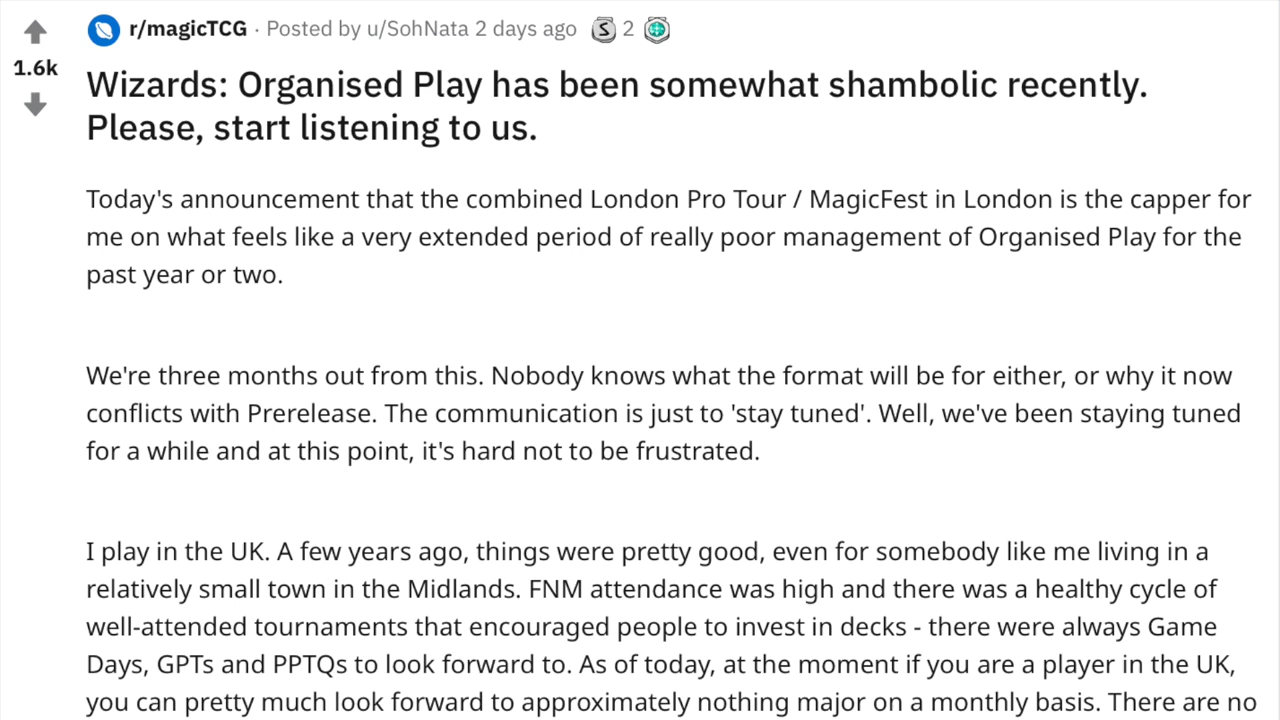 r/magicTCG · Posted by u/SohNata 2 days ago S 2
1.6k
Wizards: Organised Play has been somewhat shambolic recently.
Please, start listening to us.
Today's announcement that the combined London Pro Tour / MagicFest in London is the capper for
me on what feels like a very extended period of really poor management of Organised Play for the
past year or two.
We're three months out from this. Nobody knows what the format will be for either, or why it now
conflicts with Prerelease. The communication is just to 'stay tuned'. Well, we've been staying tuned
for a while and at this point, it's hard not to be frustrated.
I play in the UK. A few years ago, things were pretty good, even for somebody like me living in a
relatively small town in the Midlands. FNM attendance was high and there was a healthy cycle of
well-attended tournaments that encouraged people to invest in decks - there were always Game
Days, GPTs and PPTQs to look forward to. As of today, at the moment if you are a player in the UK,
you can pretty much look forward to approximately nothing major on a monthly basis. There are no